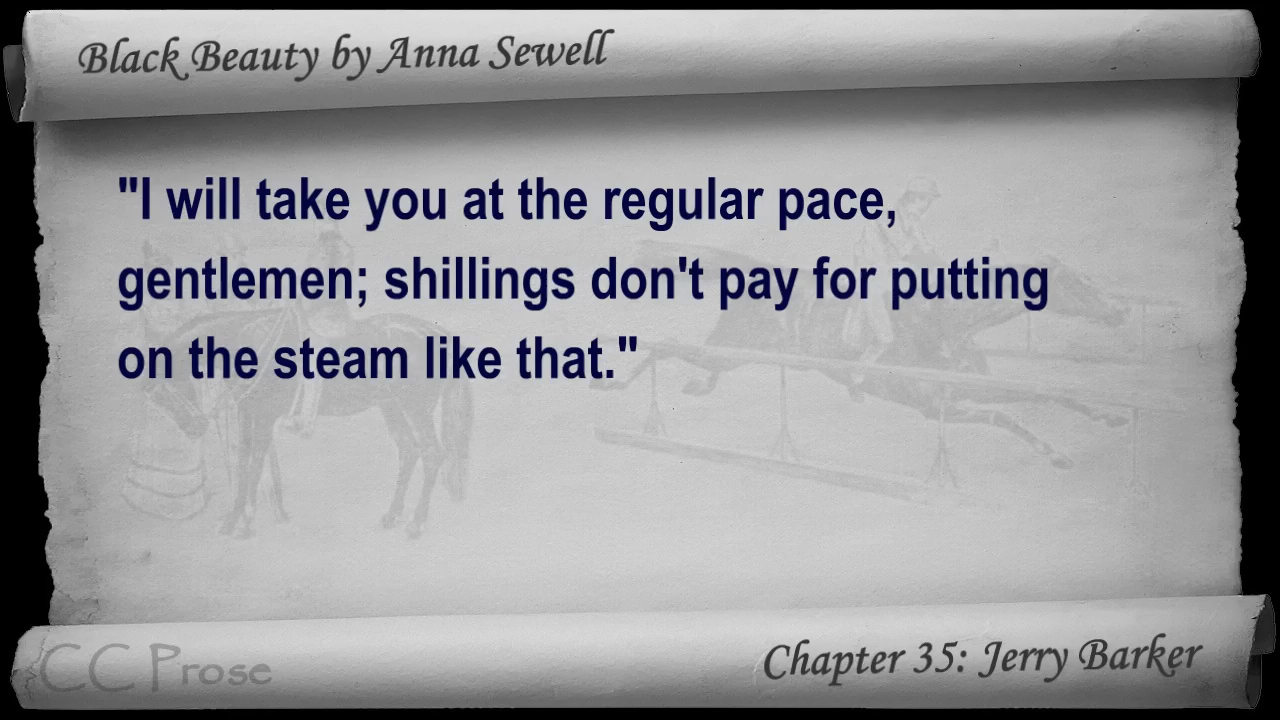 Black Beauty by Anna Sewell
"I will take you at the regular pace,
gentlemen; shillings don't pay for putting
on the steam like that."
CC Prose
Chapter 35: Jerry Barker